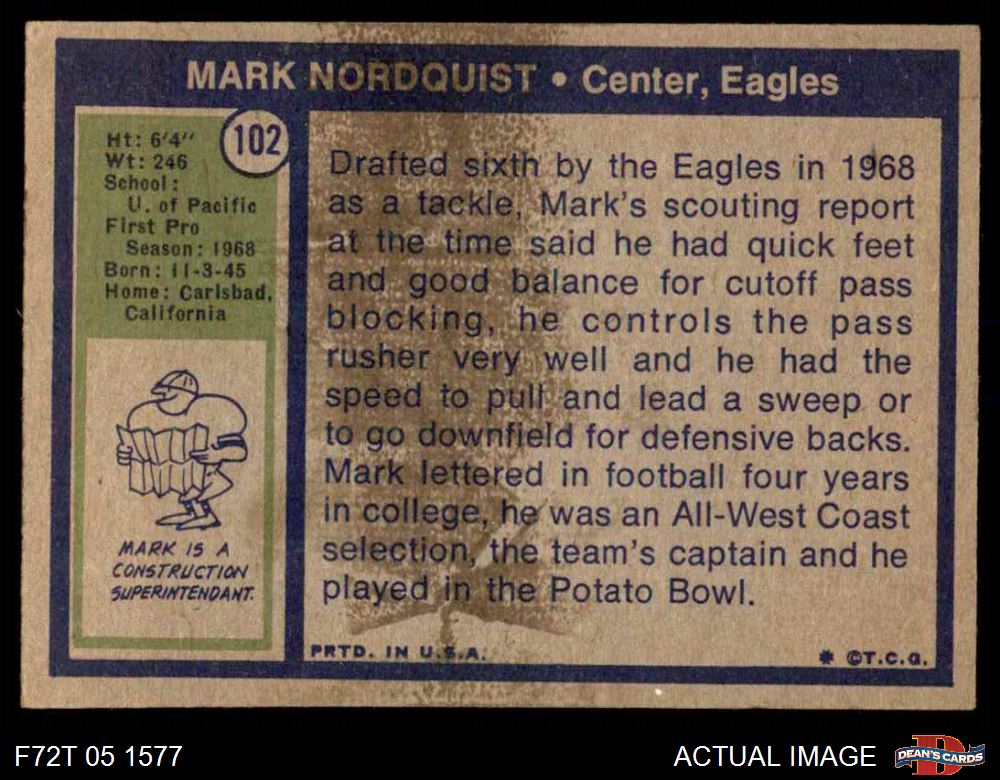 MARK NORDQUIST • Center, Eagles
102
Ht: 6'4"
Wt: 246
School:
U. of Pacific
First Pro
Season: 1968
Born: 11-3-45
Home: Carlsbad,
California
MARK IS A
CONSTRUCTION
SUPERINTENDANT.
Drafted sixth by the Eagles in 1968
as a tackle, Mark's scouting report
at the time said he had quick feet
and good balance for cutoff pass
blocking, he controls the pass
rusher very well and he had the
speed to pull and lead a sweep or
to go downfield for defensive backs.
Mark lettered in football four years
in college, he was an All-West Coast
selection, the team's captain and he
played in the Potato Bowl.
PRTD. IN U.S.A.
* ©T.C.G.
F72T 05 1577
ACTUAL IMAGE
D
DEAN'S CARDS